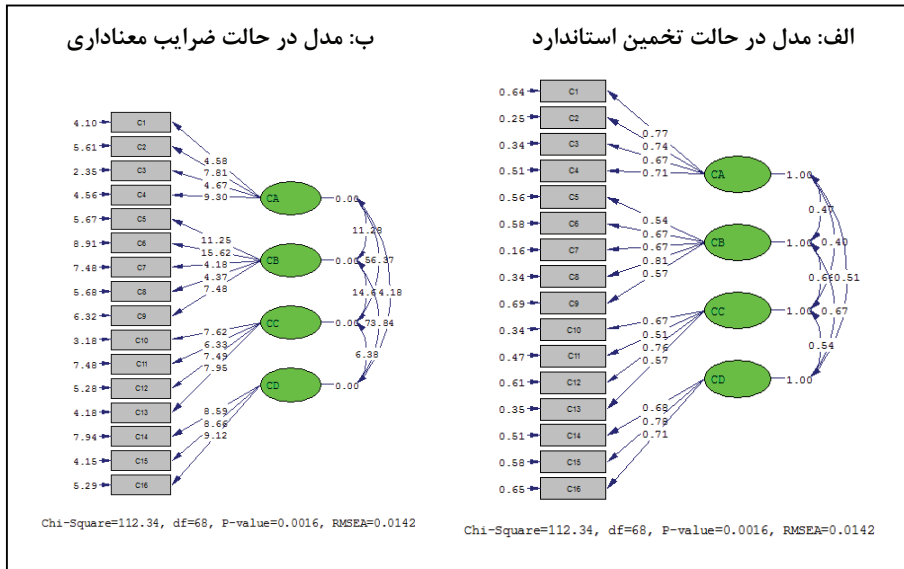 الف: مدل در حالت تخمین استاندارد
0.64 C1
0.25 C2
0.34 C3
0.51 C4
0.56 C5
0.58 C6
0.16 C7
0.34 C8
0.69 C9
0.34 C10
0.47 C11
0.61 C12
0.35 C13
0.51 C14
0.58 C15
0.65 C16
0.77
0.74
0.67
0.71
CA 1.00
0.54
0.67
0.67
0.81
0.57
CB 1.00
0.67
0.51
0.76
0.57
CC 1.00
0.68
0.78
0.71
CD 1.00
0.47
0.40
0.51
0.67
0.54
Chi-Square=112.34, df=68, P-value=0.0016, RMSEA=0.0142
ب: مدل در حالت ضرایب معناداری
4.10 C1
5.61 C2
2.35 C3
4.56 C4
5.67 C5
8.91 C6
7.48 C7
5.68 C8
6.32 C9
3.18 C10
7.48 C11
5.28 C12
4.18 C13
7.94 C14
4.15 C15
5.29 C16
4.58
7.81
4.67
9.30
CA 0.00
11.25
15.62
4.18
4.37
7.48
CB 0.00
7.62
6.33
7.49
7.95
CC 0.00
8.59
8.66
9.12
CD 0.00
11.28
4.18
6.38
Chi-Square=112.34, df=68, P-value=0.0016, RMSEA=0.0142